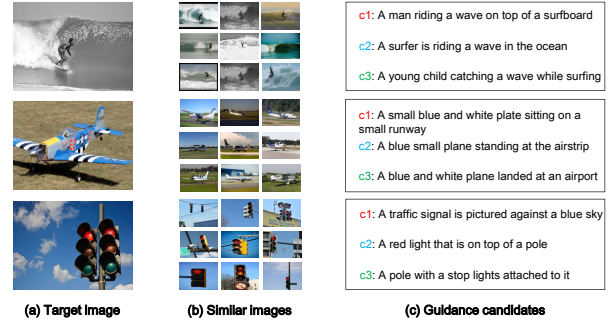 c1: A man riding a wave on top of a surfboard
c2: A surfer is riding a wave in the ocean
c3: A young child catching a wave while surfing
c1: A small blue and white plate sitting on a
small runway
c2: A blue small plane standing at the airstrip
c3: A blue and white plane landed at an airport
c1: A traffic signal is pictured against a blue sky
c2: A red light that is on top of a pole
c3: A pole with a stop lights attached to it
(a) Target image (b) Similar images (c) Guidance candidates